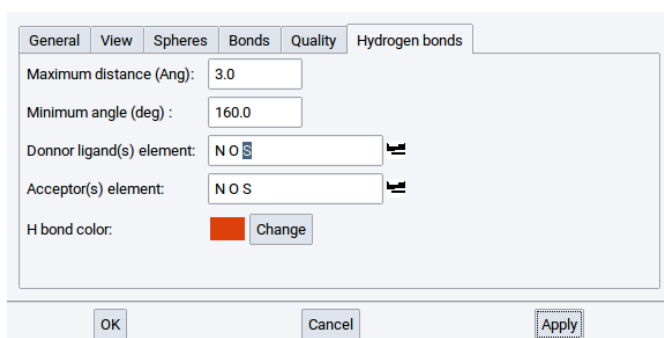 General View Spheres Bonds Quality Hydrogen bonds
Maximum distance (Ang): 3.0
Minimum angle (deg) : 160.0
Donnor ligand(s) element: N O S
Acceptor(s) element: N O S
H bond color: Change
OK Cancel Apply